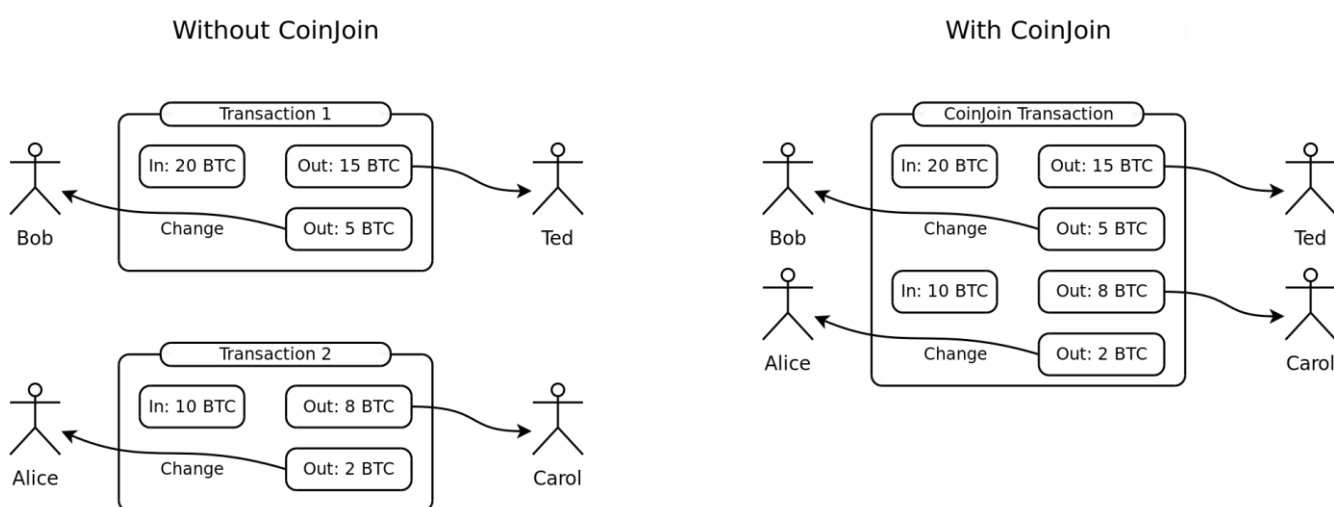 Without CoinJoin
Transaction 1
In: 20 BTC
Out: 15 BTC
Change
Out: 5 BTC
Bob
Ted
Transaction 2
In: 10 BTC
Out: 8 BTC
Change
Out: 2 BTC
Alice
Carol
With CoinJoin
CoinJoin Transaction
In: 20 BTC
Out: 15 BTC
Change
Out: 5 BTC
Bob
Ted
In: 10 BTC
Out: 8 BTC
Change
Out: 2 BTC
Alice
Carol